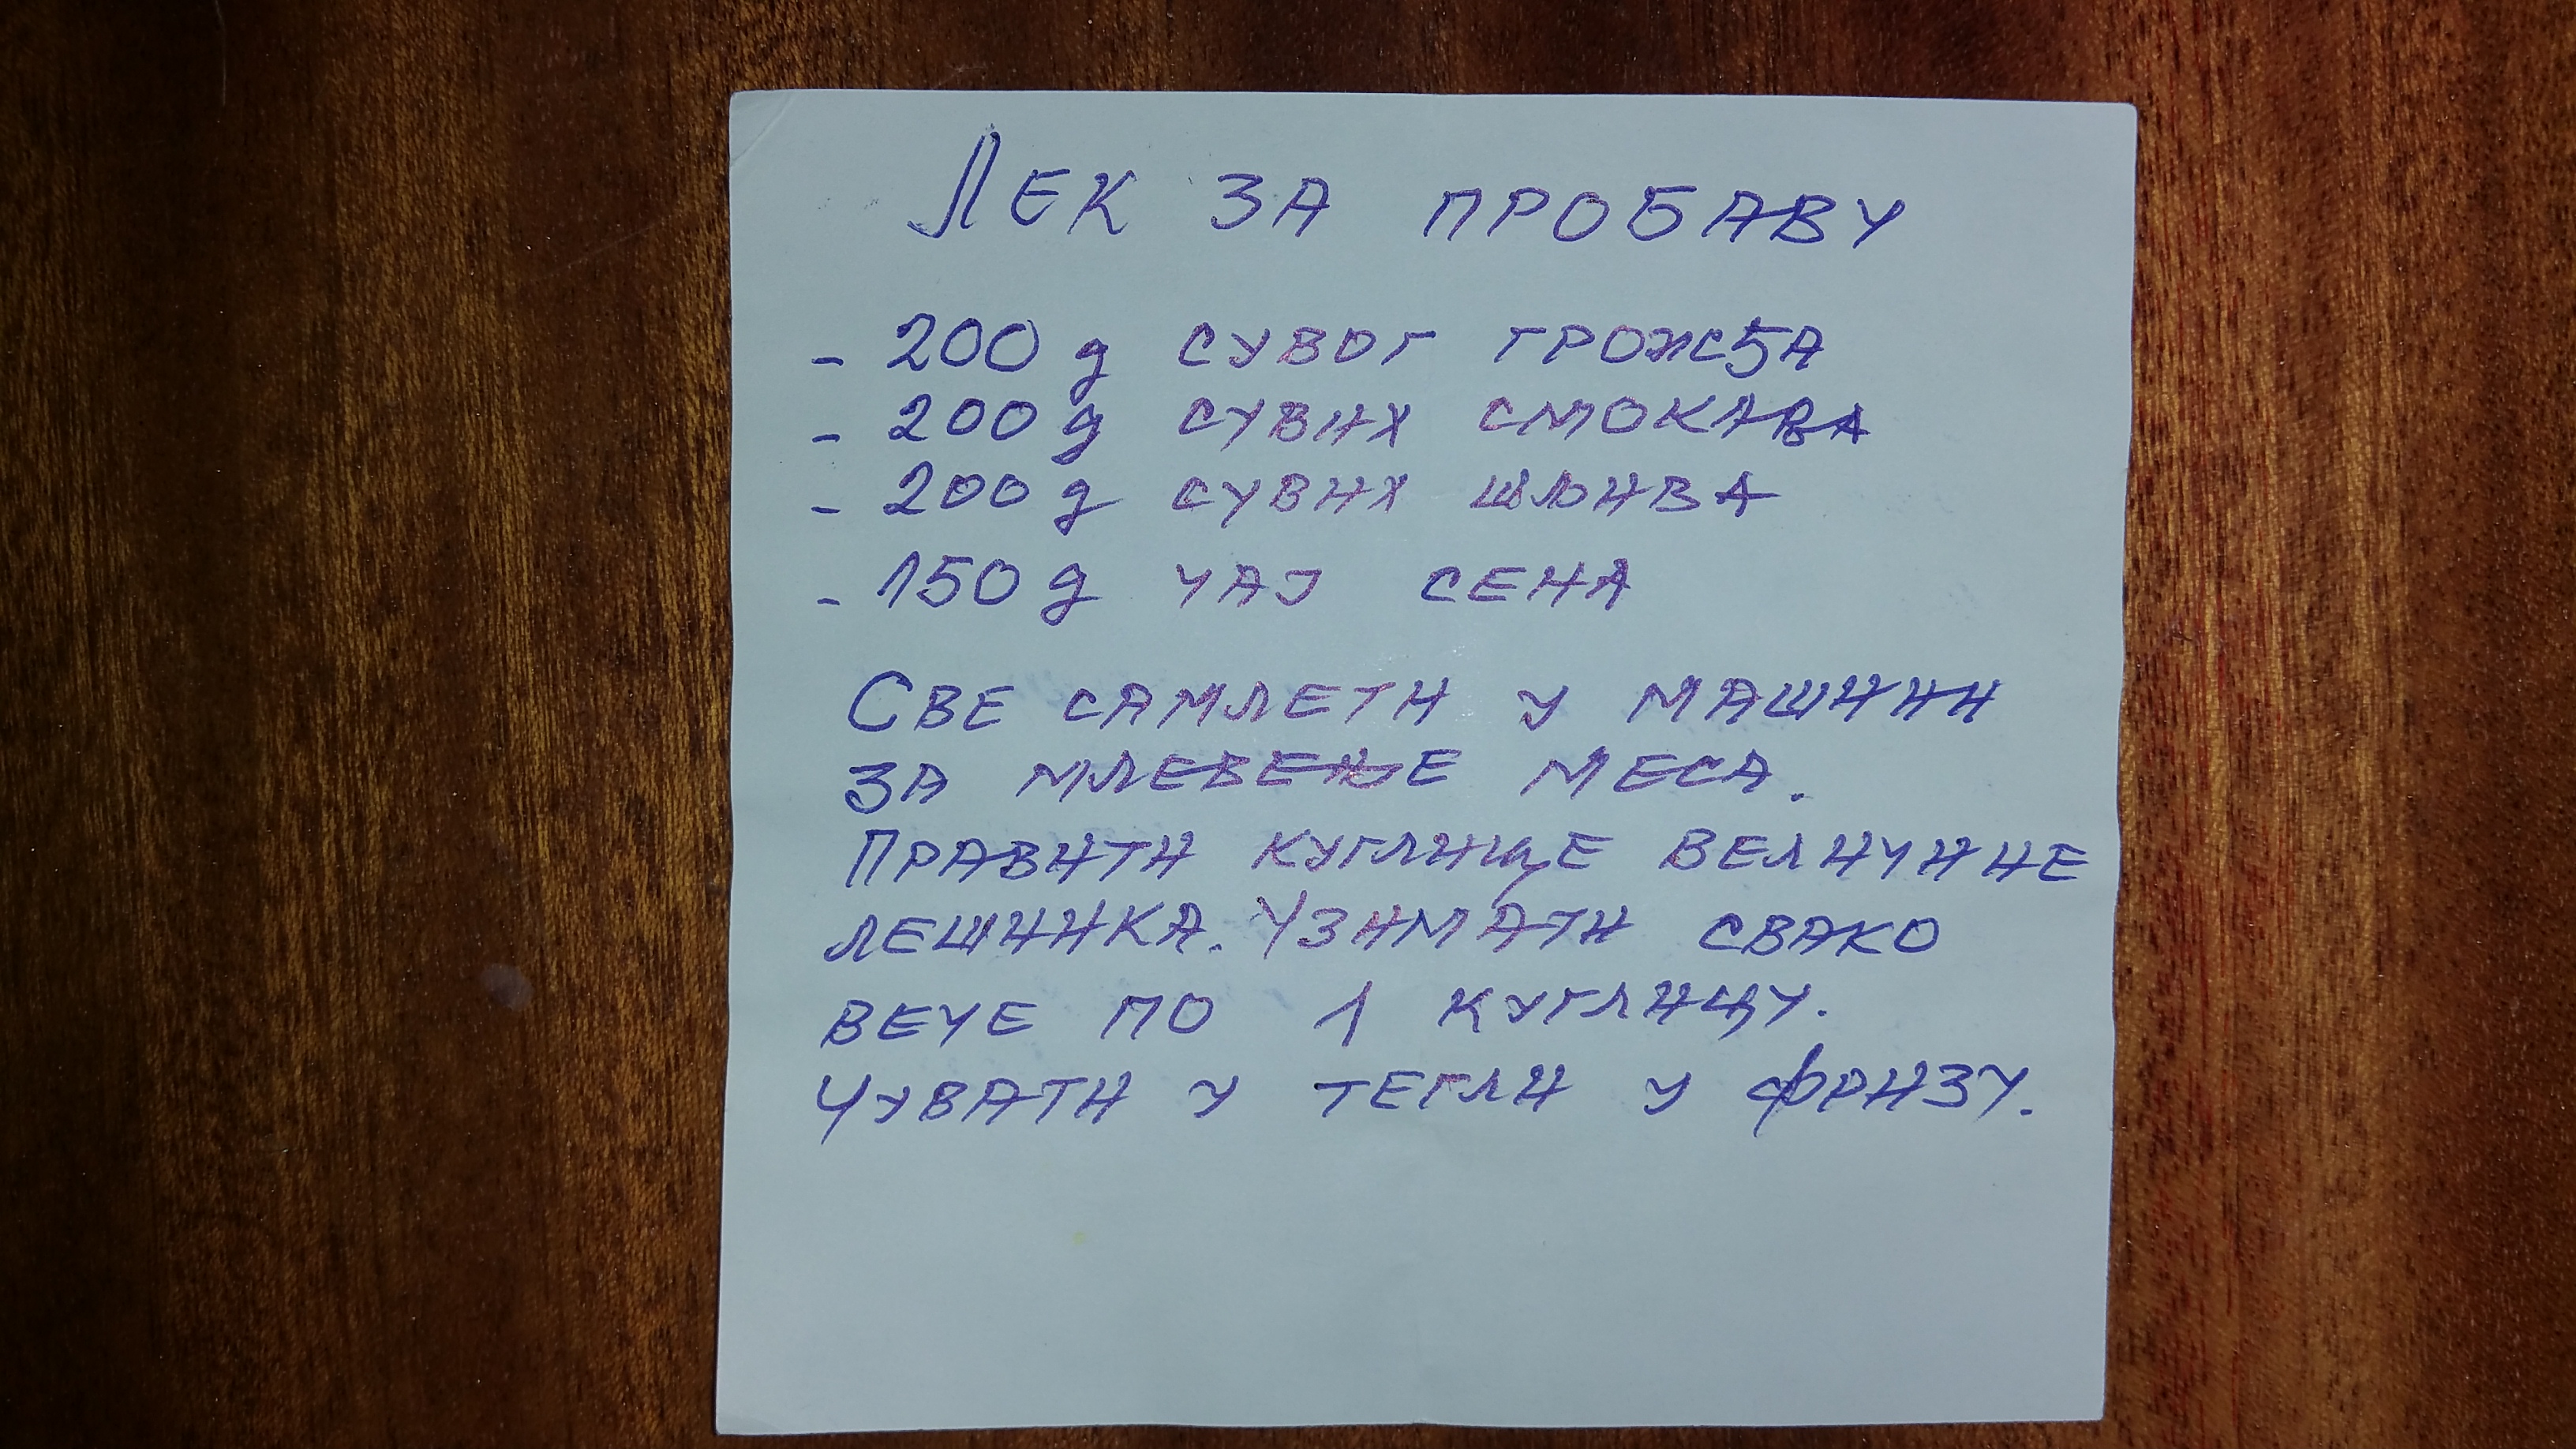 ЛЕК ЗА ПРОБАВУ
- 200 g СУВОГ ГРОЖЂА
- 200 g СУВИХ СМОКАВА
- 200 g СУВИХ ШЉИВА
- 150 g ЧАЈ СЕНА
СВЕ САМЛЕТИ У МАШИНИ
ЗА МЛЕВЕЊЕ МЕСА.
ПРАВИТИ КУГЛИЦЕ ВЕЛИЧИНЕ
ЛЕШНИКА. УЗИМАТИ СВАКО
ВЕЧЕ ПО 1 КУГЛИЦУ.
ЧУВАТИ У ТЕГЛИ У ФРИЗУ.